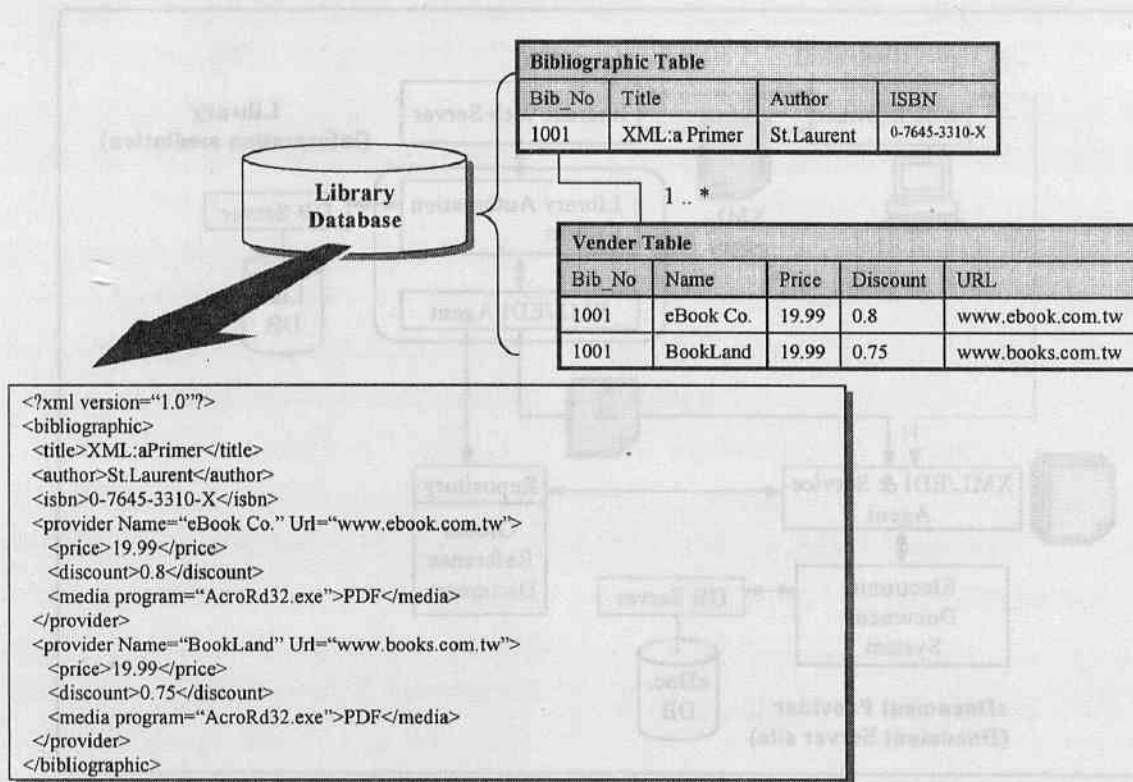 Bibliographic Table
Bib_No Title Author ISBN
1001 XML:a Primer St.Laurent 0-7645-3310-X
Library
Database
1 .. *
Vender Table
Bib_No Name Price Discount URL
1001 eBook Co. 19.99 0.8 www.ebook.com.tw
1001 BookLand 19.99 0.75 www.books.com.tw
<?xml version=“1.0”?>
<bibliographic>
<title>XML:aPrimer</title>
<author>St.Laurent</author>
<isbn>0-7645-3310-X</isbn>
<provider Name=“eBook Co.” Url=“www.ebook.com.tw”>
<price>19.99</price>
<discount>0.8</discount>
<media program=“AcroRd32.exe”>PDF</media>
</provider>
<provider Name=“BookLand” Url=“www.books.com.tw”>
<price>19.99</price>
<discount>0.75</discount>
<media program=“AcroRd32.exe”>PDF</media>
</provider>
</bibliographic>